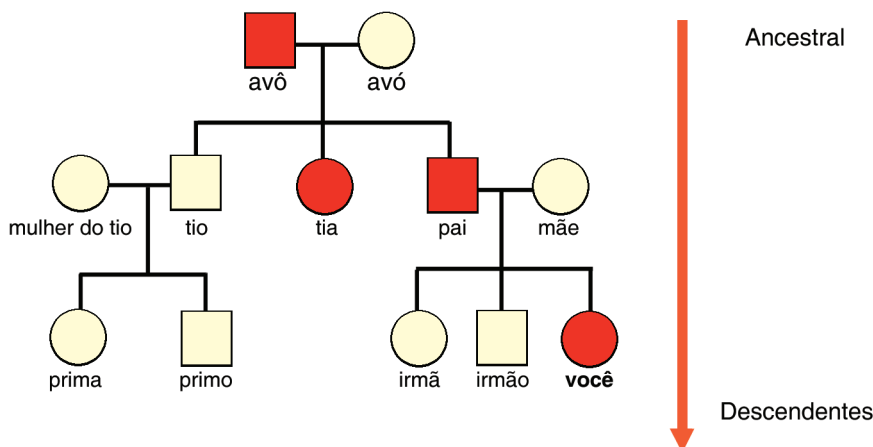 Ancestral
avô
avó
mulher do tio
tio
tia
pai
mãe
prima
primo
irmã
irmão
você
Descendentes